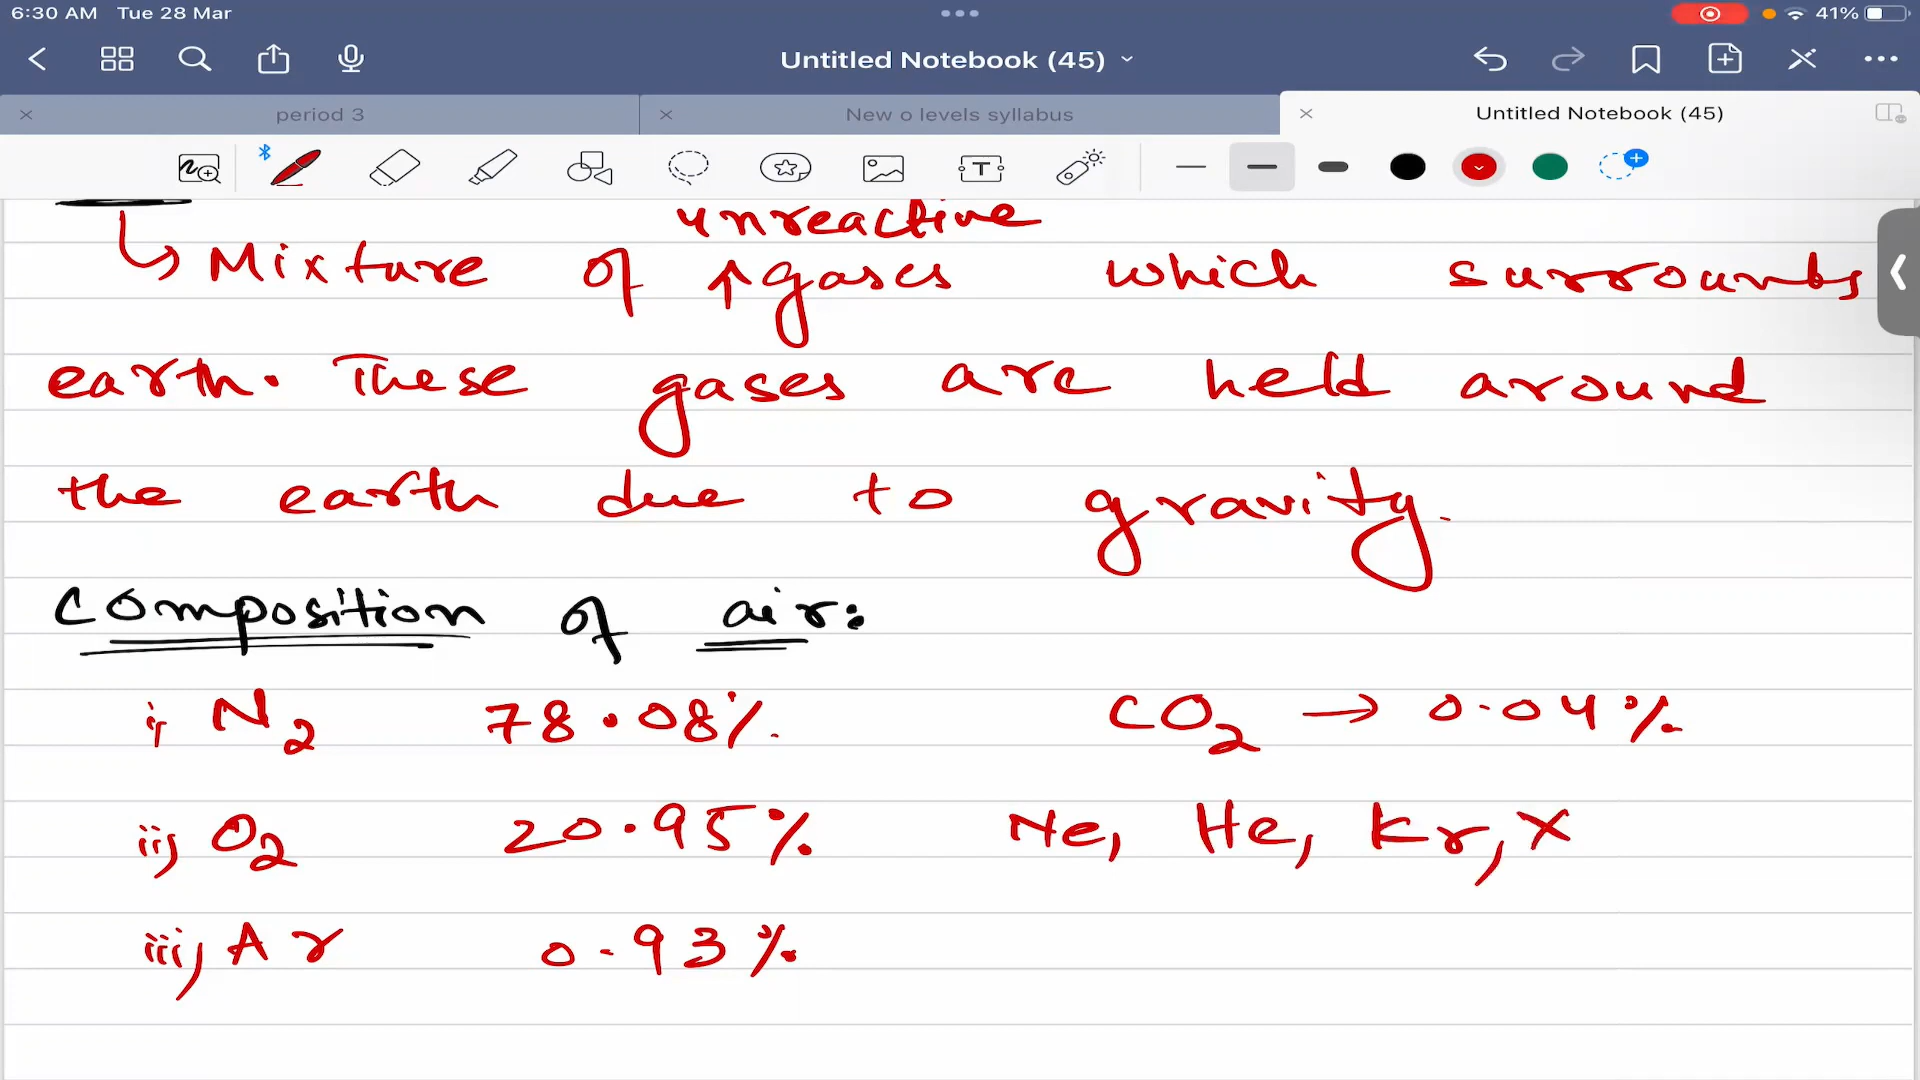 6:30 AM Tue 28 Mar
41%
Untitled Notebook (45)
period 3
New o levels syllabus
Untitled Notebook (45)
T
unreactive
↳ Mixture of ↑ gases which surrounds
earth. These gases are held around
the earth due to gravity.
Composition of air:
i) N2 78.08%. CO2 → 0.04%
ii) O2 20.95% Ne, He, Kr, X
iii) Ar 0.93%